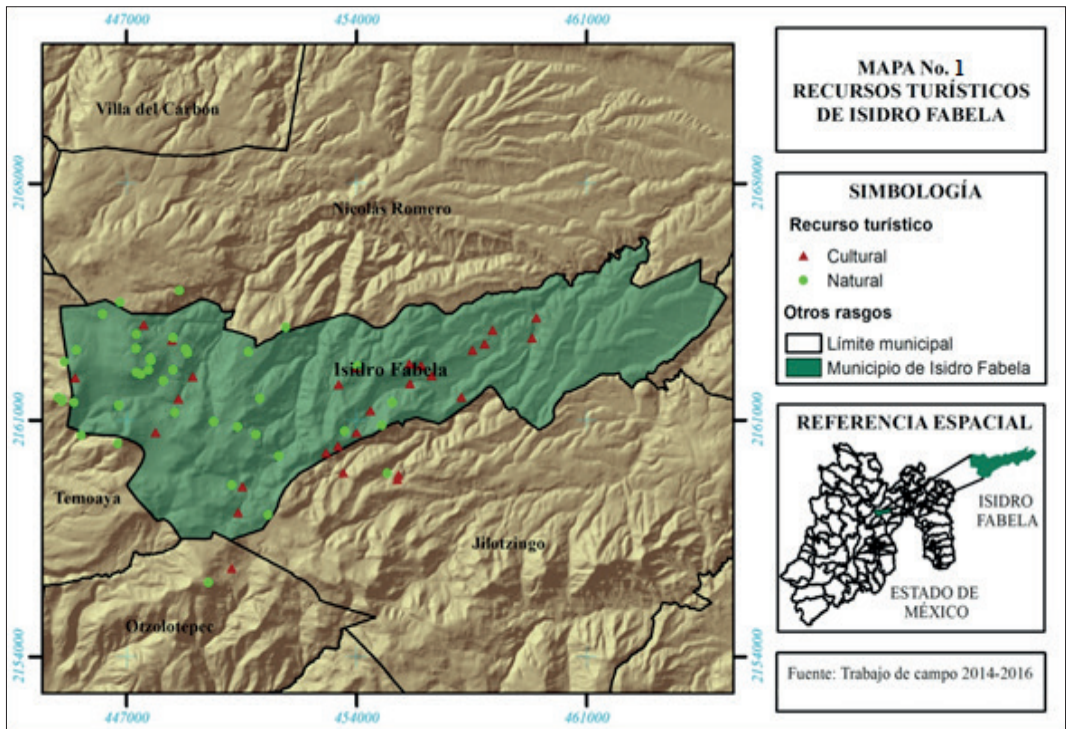 447000
454000
461000
2168000
2168000
2161000
2161000
2154000
2154000
447000
454000
461000
Villa del Carbón
Nicolás Romero
Isidro Fabela
Temoaya
Jilotzingo
Otzolotepec
MAPA No. 1
RECURSOS TURÍSTICOS
DE ISIDRO FABELA
SIMBOLOGÍA
Recurso turístico
Cultural
Natural
Otros rasgos
Límite municipal
Municipio de Isidro Fabela
REFERENCIA ESPACIAL
ISIDRO
FABELA
ESTADO DE
MÉXICO
Fuente: Trabajo de campo 2014-2016